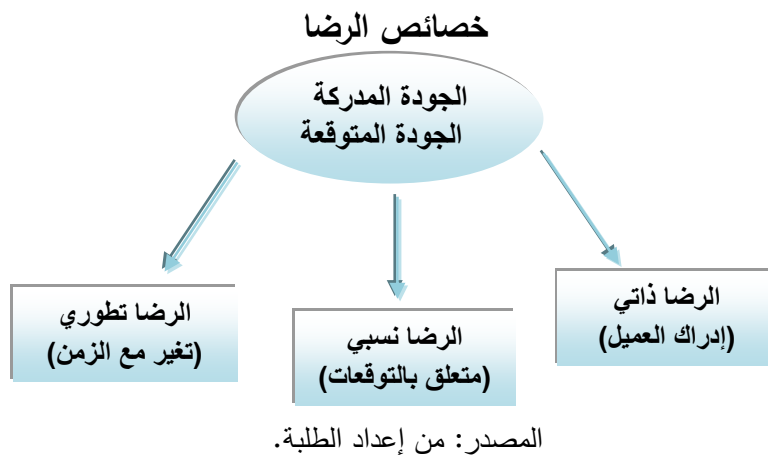 خصائص الرضا
الجودة المدركة
الجودة المتوقعة
الرضا ذاتي
(إدراك العميل)
الرضا نسبي
(متعلق بالتوقعات)
الرضا تطوري
(تغير مع الزمن)
المصدر: من إعداد الطلبة.